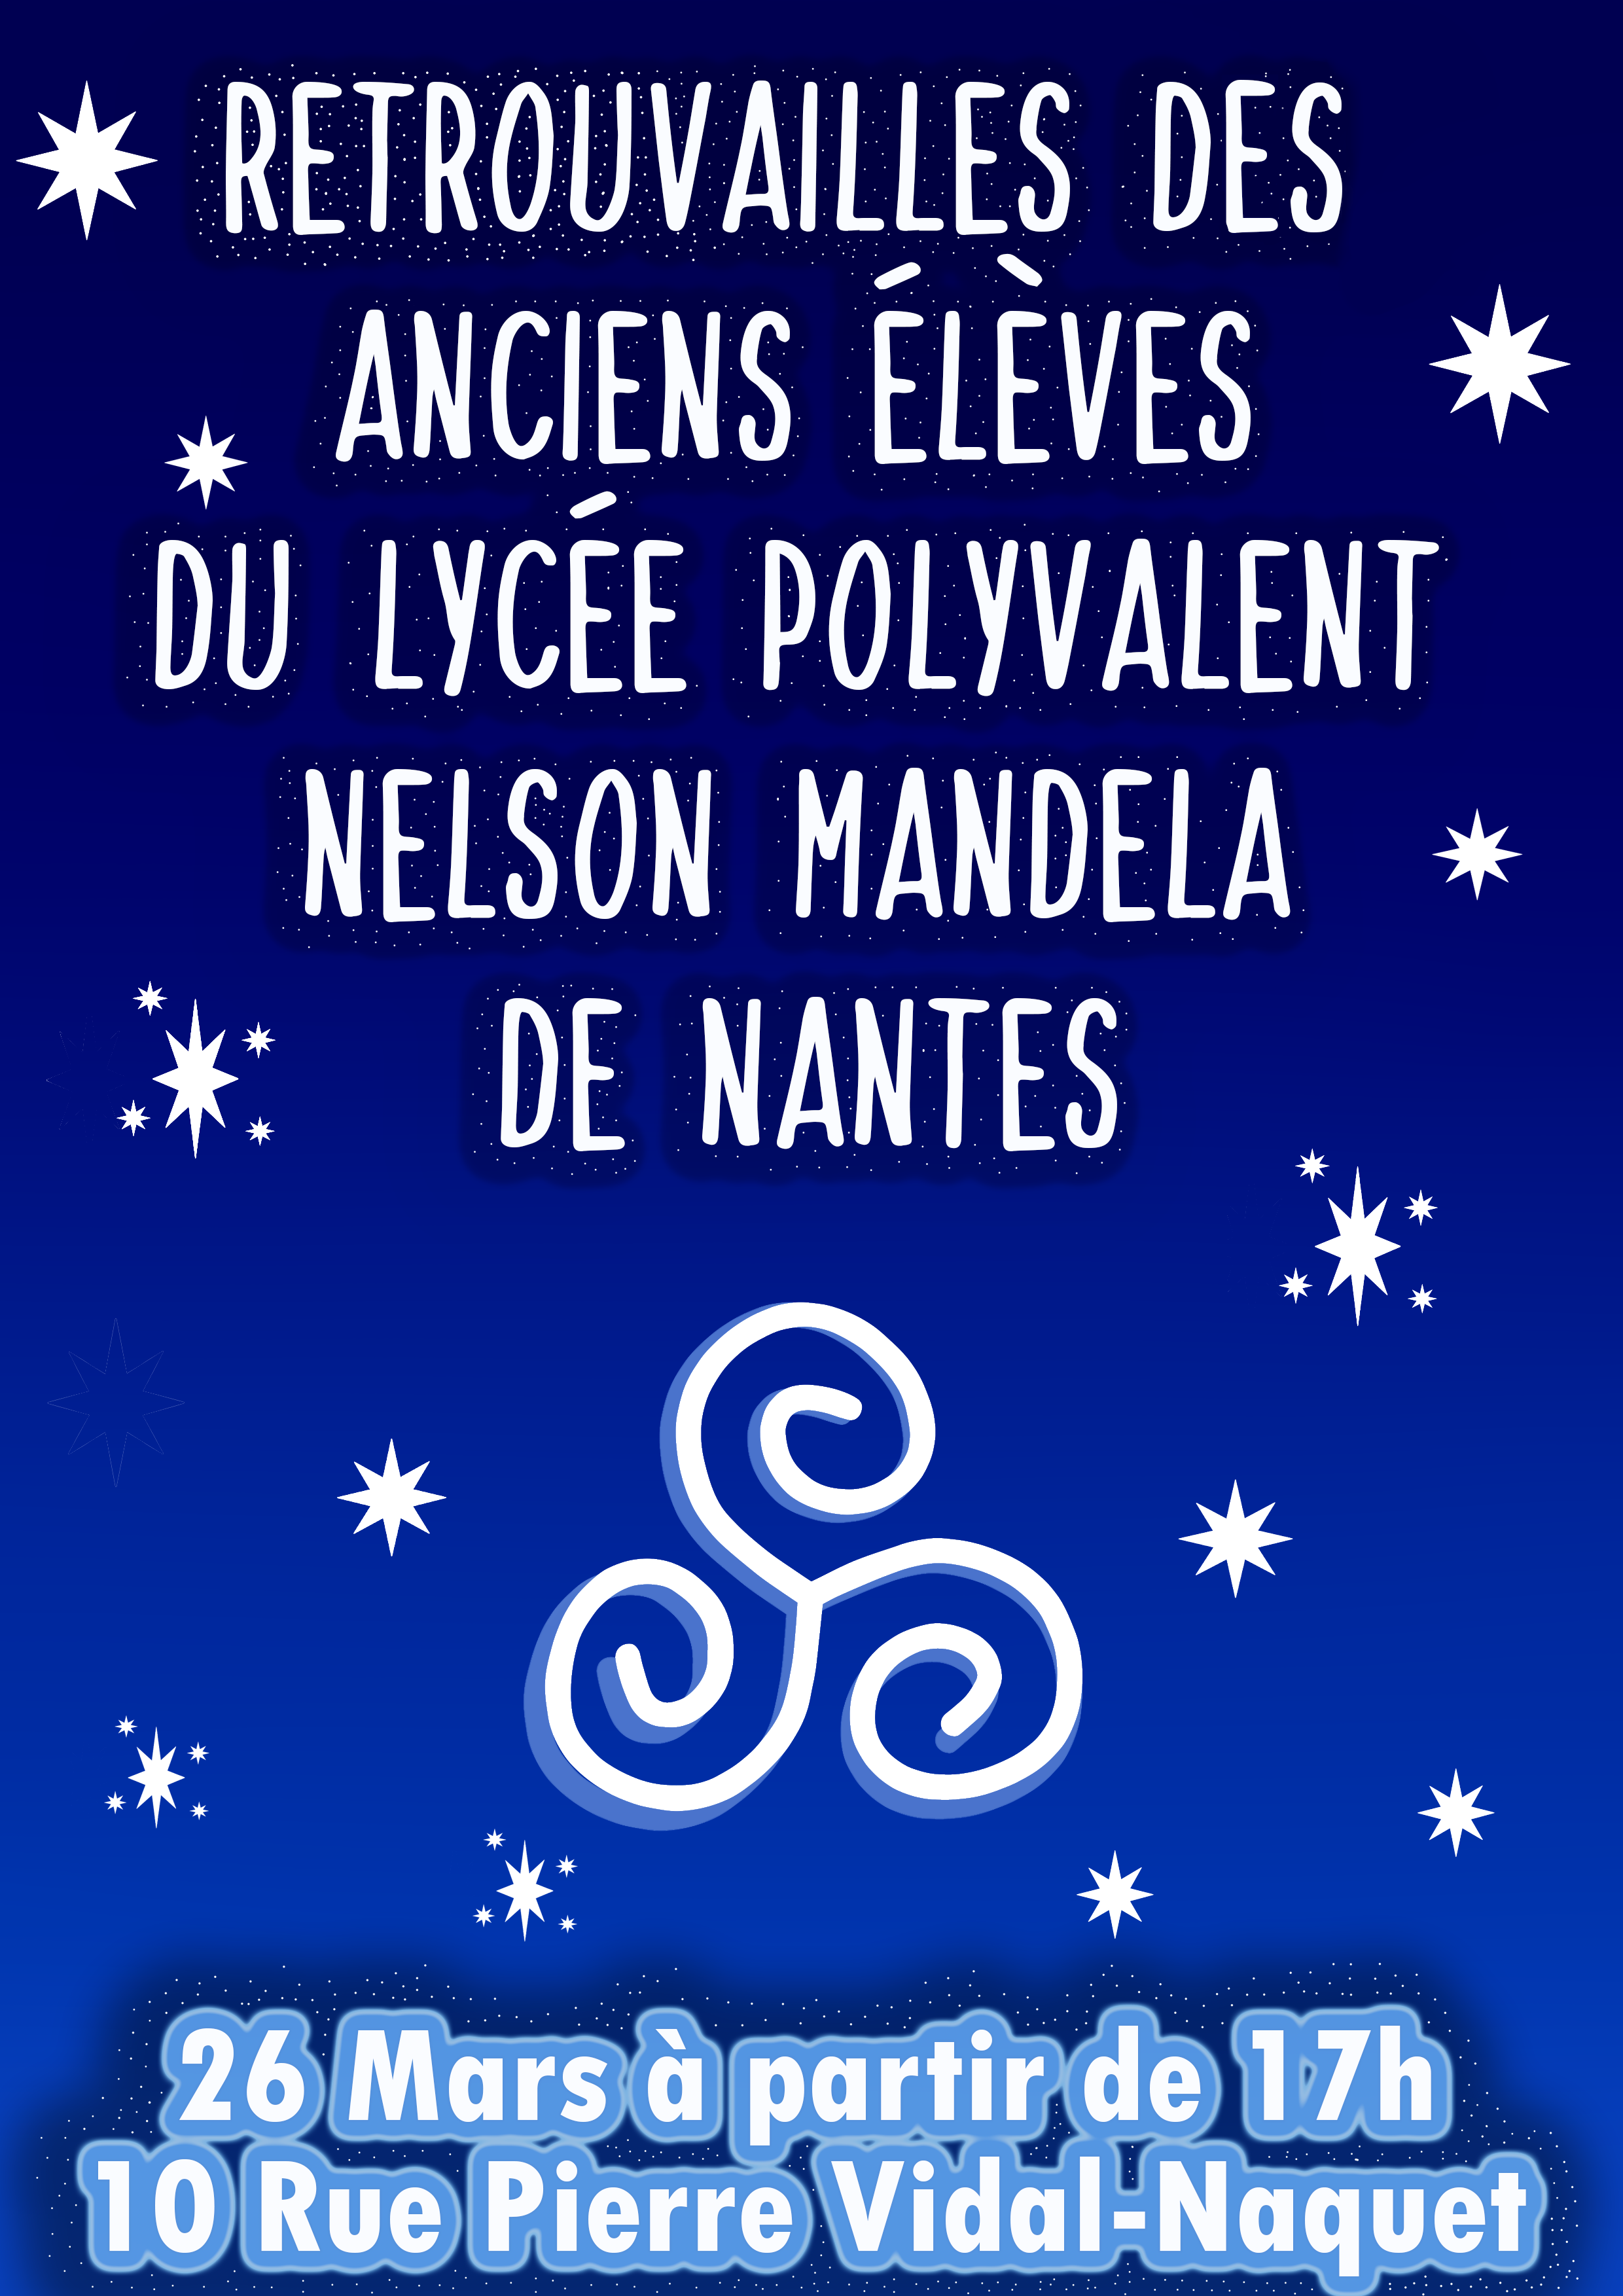 RETROUVAILLES DES
ANCIENS ÉLÈVES
DU LYCÉE POLYVALENT
NELSON MANDELA
DE NANTES
26 Mars à partir de 17h
10 Rue Pierre Vidal-Naquet